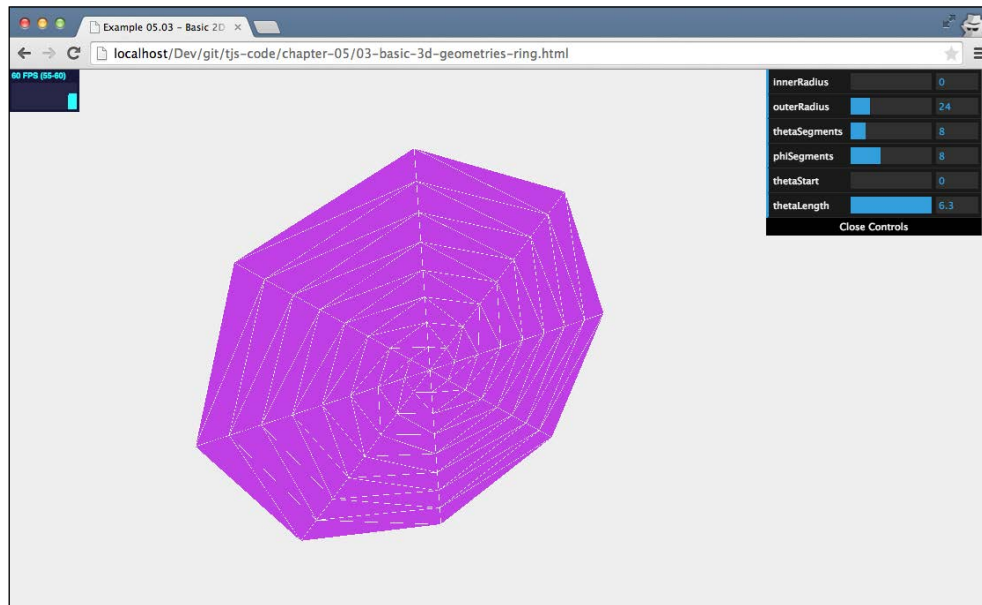 Example 05.03 - Basic 2D
localhost/Dev/git/tjs-code/chapter-05/03-basic-3d-geometries-ring.html
60 FPS (55-60)
innerRadius 0
outerRadius 24
thetaSegments 8
phiSegments 8
thetaStart 0
thetaLength 6.3
Close Controls